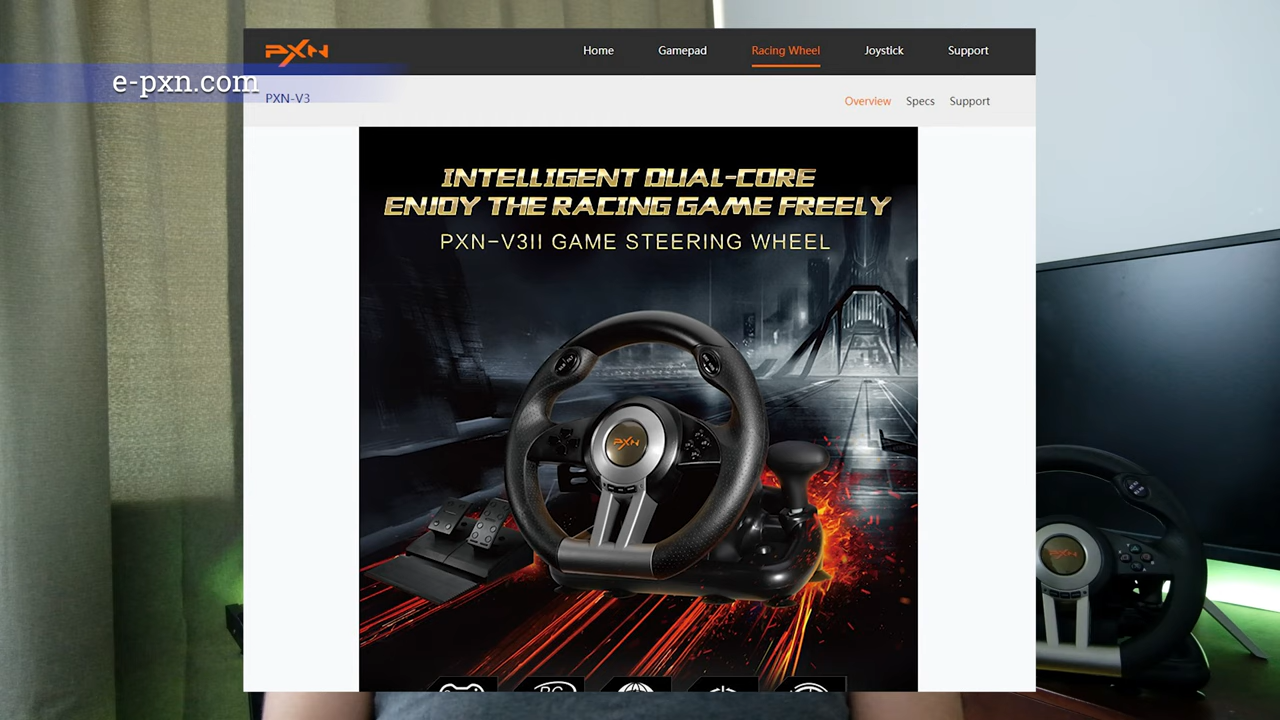 PXN
Home Gamepad Racing Wheel Joystick Support
e-pxn.com
PXN-V3
Overview Specs Support
INTELLIGENT DUAL-CORE
ENJOY THE RACING GAME FREELY
PXN-V3II GAME STEERING WHEEL
PXN
PXN